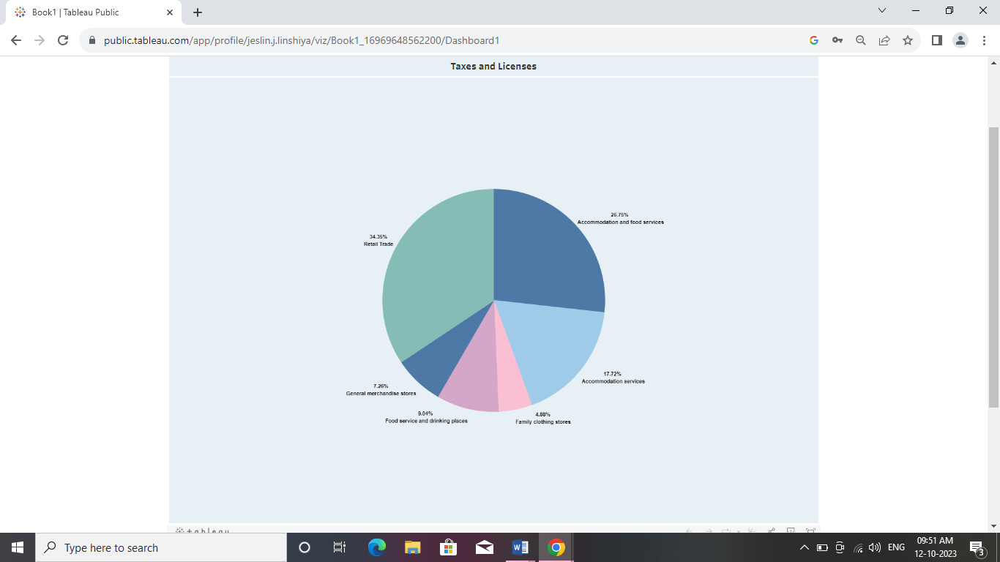 Book1 | Tableau Public
public.tableau.com/app/profile/jeslin.j.linshiya/viz/Book1_16969648562200/Dashboard1
Taxes and Licenses
26.75%
Accommodation and food services
34.35%
Retail Trade
17.72%
Accommodation services
7.26%
General merchandise stores
9.04%
Food service and drinking places
4.88%
Family clothing stores
+ a b l e a u
Type here to search
ENG
09:51 AM
12-10-2023
3